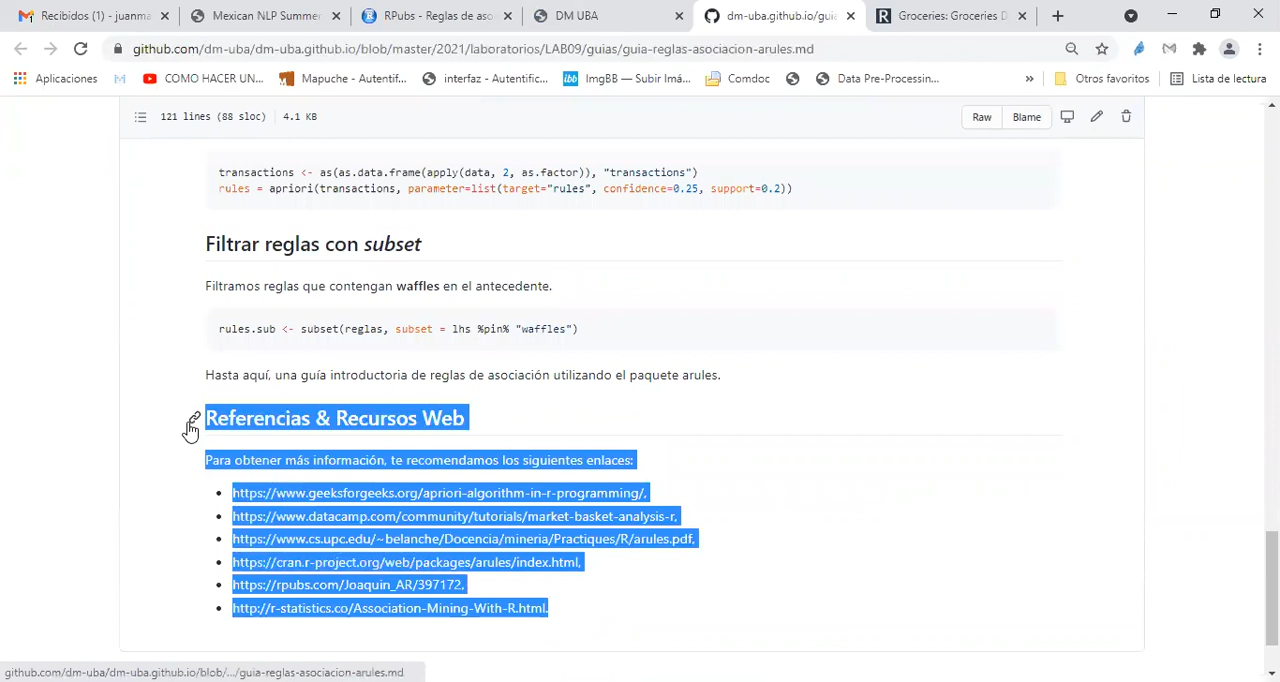 Recibidos (1) - juanma
Mexican NLP Summer
RPubs - Reglas de aso
DM UBA
dm-uba.github.io/guia
Groceries: Groceries D
github.com/dm-uba/dm-uba.github.io/blob/master/2021/laboratorios/LAB09/guias/guia-reglas-asociacion-arules.md
Aplicaciones
COMO HACER UN...
Mapuche - Autentif...
interfaz - Autentific...
ibb
ImgBB — Subir Imá...
Comdoc
Data Pre-Processin...
»
Otros favoritos
Lista de lectura
121 lines (88 sloc)
4.1 KB
Raw
Blame
transactions <- as(as.data.frame(apply(data, 2, as.factor)), "transactions")
rules = apriori(transactions, parameter=list(target="rules", confidence=0.25, support=0.2))
Filtrar reglas con subset
Filtramos reglas que contengan waffles en el antecedente.
rules.sub <- subset(reglas, subset = lhs %pin% "waffles")
Hasta aquí, una guía introductoria de reglas de asociación utilizando el paquete arules.
Referencias & Recursos Web
Para obtener más información, te recomendamos los siguientes enlaces:
• https://www.geeksforgeeks.org/apriori-algorithm-in-r-programming/,
• https://www.datacamp.com/community/tutorials/market-basket-analysis-r,
• https://www.cs.upc.edu/~belanche/Docencia/mineria/Practiques/R/arules.pdf,
• https://cran.r-project.org/web/packages/arules/index.html,
• https://rpubs.com/Joaquin_AR/397172,
• http://r-statistics.co/Association-Mining-With-R.html.
github.com/dm-uba/dm-uba.github.io/blob/.../guia-reglas-asociacion-arules.md